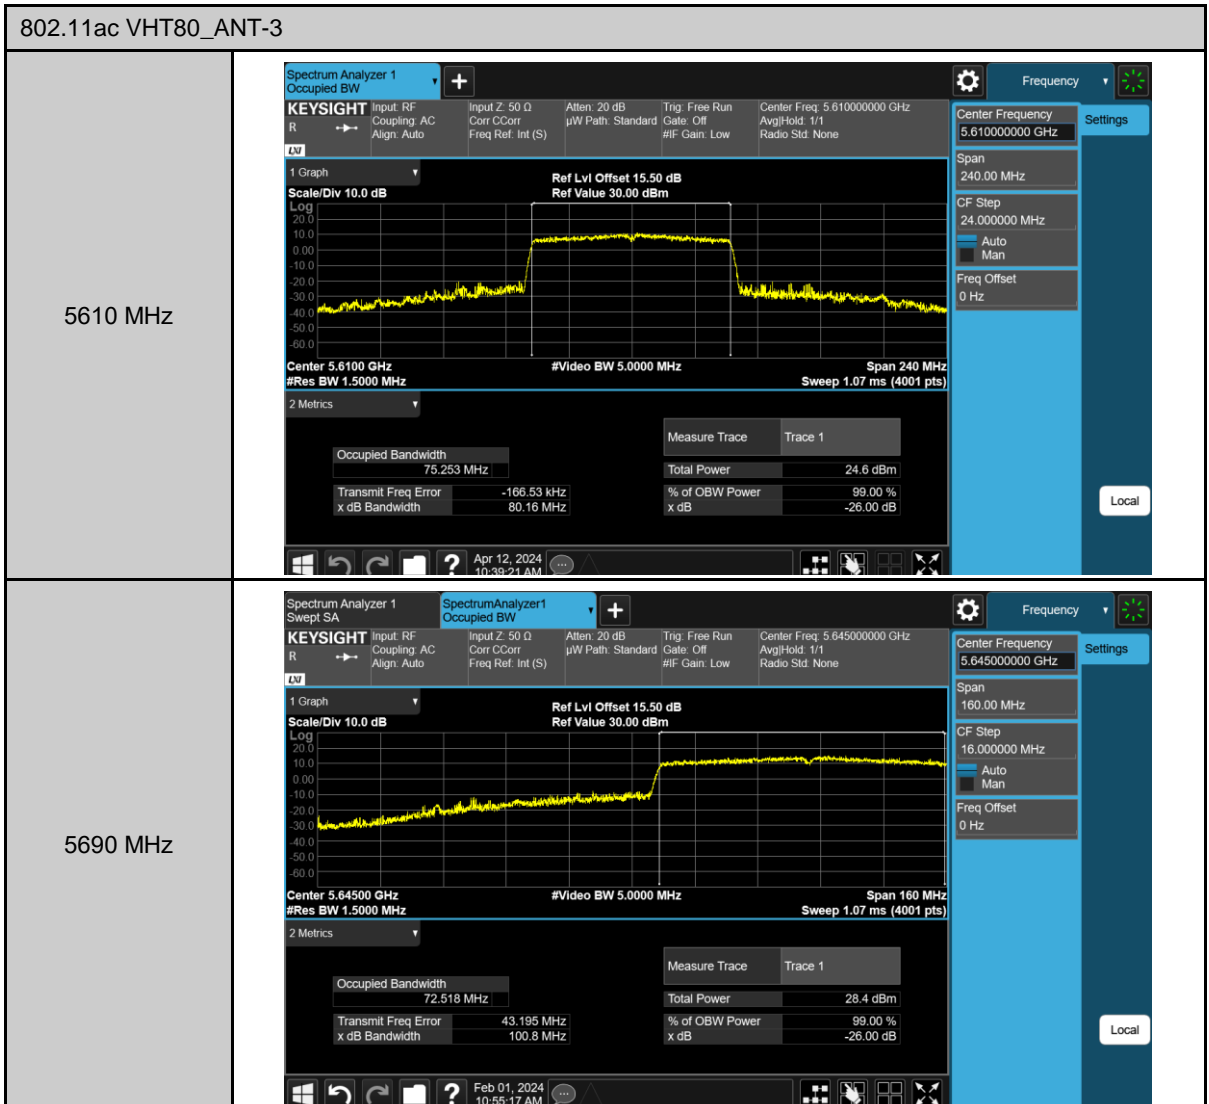 802.11ac VHT80_ANT-3
5610 MHz
Spectrum Analyzer 1
Occupied BW
+
Frequency
KEYSIGHT
R
LXI
Input: RF
Coupling: AC
Align: Auto
Input Z: 50 Ω
Corr CCorr
Freq Ref: Int (S)
Atten: 20 dB
µW Path: Standard
Trig: Free Run
Gate: Off
#IF Gain: Low
Center Freq: 5.610000000 GHz
Avg|Hold: 1/1
Radio Std: None
Center Frequency
5.610000000 GHz
Settings
Span
240.00 MHz
CF Step
24.000000 MHz
Auto
Man
Freq Offset
0 Hz
Local
1 Graph
Scale/Div 10.0 dB
Ref Lvl Offset 15.50 dB
Ref Value 30.00 dBm
Log
20.0
10.0
0.00
-10.0
-20.0
-30.0
-40.0
-50.0
-60.0
Center 5.6100 GHz
#Video BW 5.0000 MHz
Span 240 MHz
#Res BW 1.5000 MHz
Sweep 1.07 ms (4001 pts)
2 Metrics
Measure Trace Trace 1
Occupied Bandwidth
75.253 MHz
Total Power 24.6 dBm
Transmit Freq Error -166.53 kHz
% of OBW Power 99.00 %
x dB Bandwidth 80.16 MHz
x dB -26.00 dB
?
Apr 12, 2024
10:39:21 AM
5690 MHz
Spectrum Analyzer 1
Swept SA
SpectrumAnalyzer1
Occupied BW
+
Frequency
KEYSIGHT
R
LXI
Input: RF
Coupling: AC
Align: Auto
Input Z: 50 Ω
Corr CCorr
Freq Ref: Int (S)
Atten: 20 dB
µW Path: Standard
Trig: Free Run
Gate: Off
#IF Gain: Low
Center Freq: 5.645000000 GHz
Avg|Hold: 1/1
Radio Std: None
Center Frequency
5.645000000 GHz
Settings
Span
160.00 MHz
CF Step
16.000000 MHz
Auto
Man
Freq Offset
0 Hz
Local
1 Graph
Scale/Div 10.0 dB
Ref Lvl Offset 15.50 dB
Ref Value 30.00 dBm
Log
20.0
10.0
0.00
-10.0
-20.0
-30.0
-40.0
-50.0
-60.0
Center 5.64500 GHz
#Video BW 5.0000 MHz
Span 160 MHz
#Res BW 1.5000 MHz
Sweep 1.07 ms (4001 pts)
2 Metrics
Measure Trace Trace 1
Occupied Bandwidth
72.518 MHz
Total Power 28.4 dBm
Transmit Freq Error 43.195 MHz
% of OBW Power 99.00 %
x dB Bandwidth 100.8 MHz
x dB -26.00 dB
?
Feb 01, 2024
10:55:17 AM